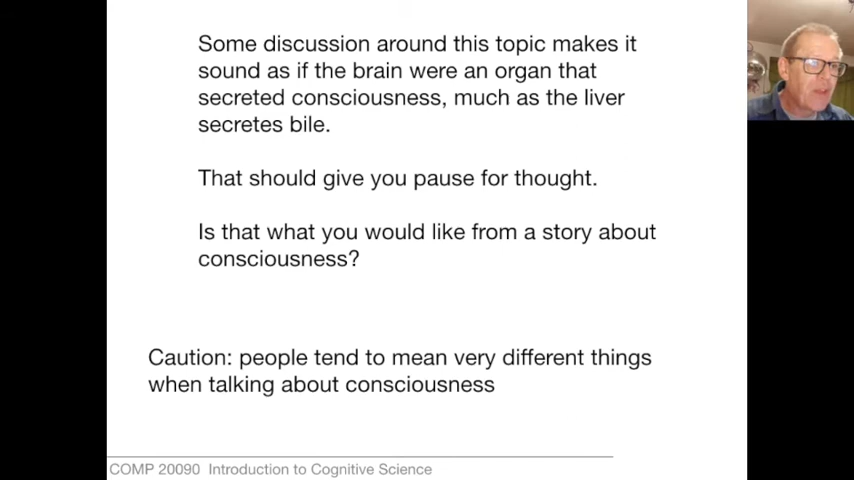 Some discussion around this topic makes it
sound as if the brain were an organ that
secreted consciousness, much as the liver
secretes bile.
That should give you pause for thought.
Is that what you would like from a story about
consciousness?
Caution: people tend to mean very different things
when talking about consciousness
COMP 20090 Introduction to Cognitive Science